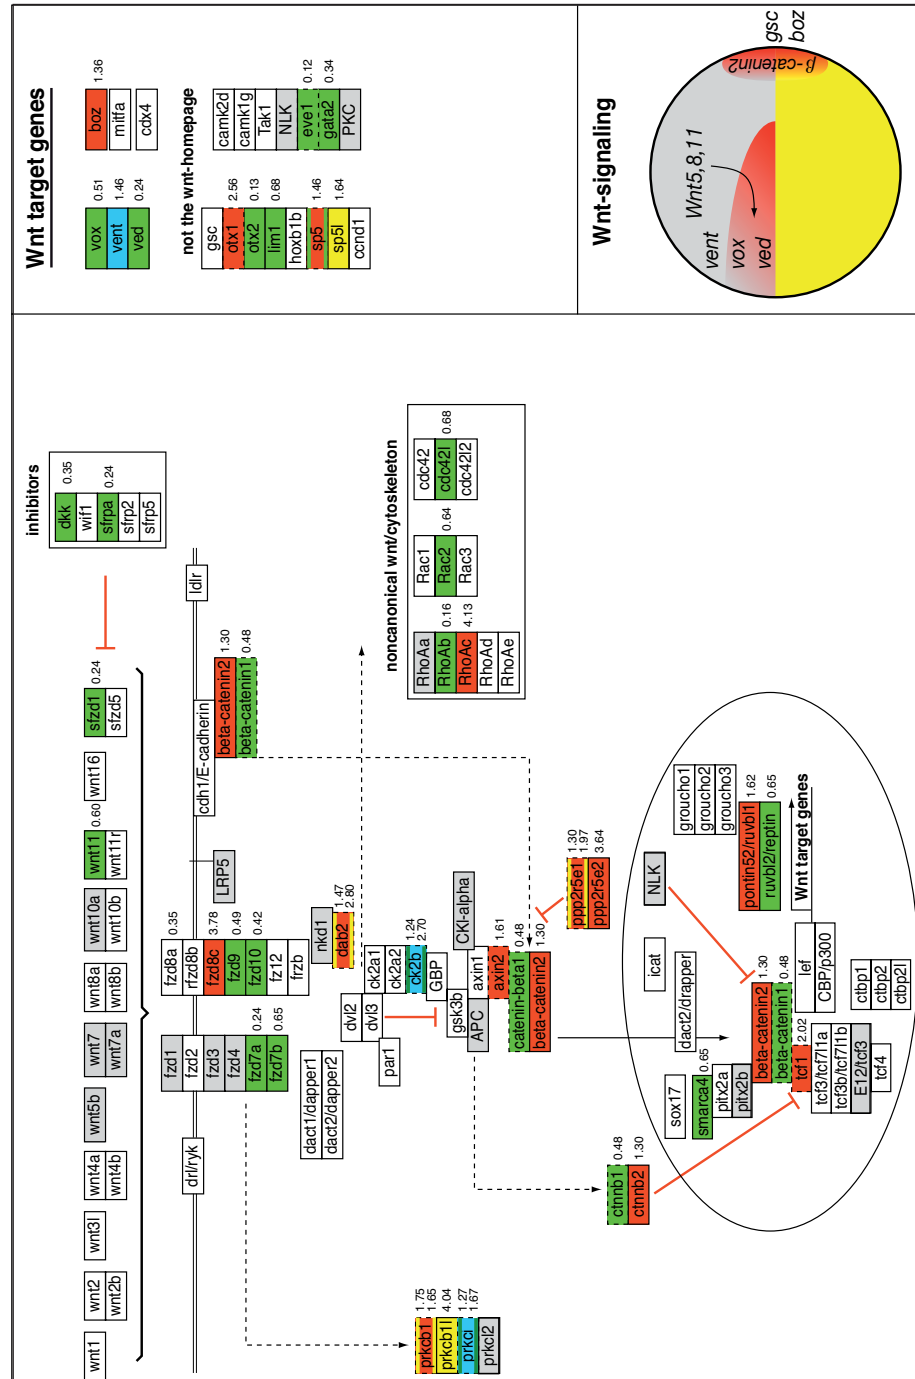 wnt1
wnt2
wnt2b
wnt3l
wnt4a
wnt4b
wnt5b
wnt7
wnt7a
wnt8a
wnt8b
wnt10a
wnt10b
wnt11 0.60
wnt11r
wnt16
sfzd1 0.24
sfzd5
inhibitors
dkk 0.35
wif1
sfrpa 0.24
sfrp2
sfrp5
drl/ryk
fzd1
fzd2
fzd3
fzd4
fzd7a 0.24
fzd7b 0.65
fzd8a 0.35
rfzd8b
fzd8c 3.78
fzd9 0.49
fzd10 0.42
fz12
frzb
LRP5
cdh1/E-cadherin
beta-catenin2 1.30
beta-catenin1 0.48
ldlr
dact1/dapper1
dact2/dapper2
nkd1
dab2 1.47
2.80
dvl2
dvl3
par1
ck2a1
ck2a2
ck2b 1.24
2.70
GBP
gsk3b
APC
CKI-alpha
axin1
axin2 1.61
catenin-beta1 0.48
beta-catenin2 1.30
ppp2r5e1 1.30
1.97
ppp2r5e2 3.64
noncanonical wnt/cytoskeleton
RhoAa
RhoAb 0.16
RhoAc 4.13
RhoAd
RhoAe
Rac1
Rac2 0.64
Rac3
cdc42
cdc42l 0.68
cdc42l2
prkcb1 1.75
1.65
prkcb1l 4.04
prkci 1.27
1.67
prkcl2
ctnnb1 0.48
ctnnb2 1.30
icat
dact2/drapper
NLK
sox17
smarca4 0.65
pitx2a
pitx2b
beta-catenin2 1.30
beta-catenin1 0.48
tcf1 2.02
tcf3/tcf7l1a
tcf3b/tcf7l1b
E12/tcf3
tcf4
lef
CBP/p300
ctbp1
ctbp2
ctbp2l
groucho1
groucho2
groucho3
pontin52/ruvbl1 1.62
ruvbl2/reptin 0.65
Wnt target genes
Wnt target genes
vox 0.51
vent 1.46
ved 0.24
boz 1.36
mitfa
cdx4
not the wnt-homepage
gsc
otx1 2.56
otx2 0.13
lim1 0.68
hoxb1b
sp5 1.46
sp5l 1.64
ccnd1
camk2d
camk1g
Tak1
NLK
eve1 0.12
gata2 0.34
PKC
Wnt-signaling
vent
vox
ved
Wnt5,8,11
β-catenin2
gsc
boz